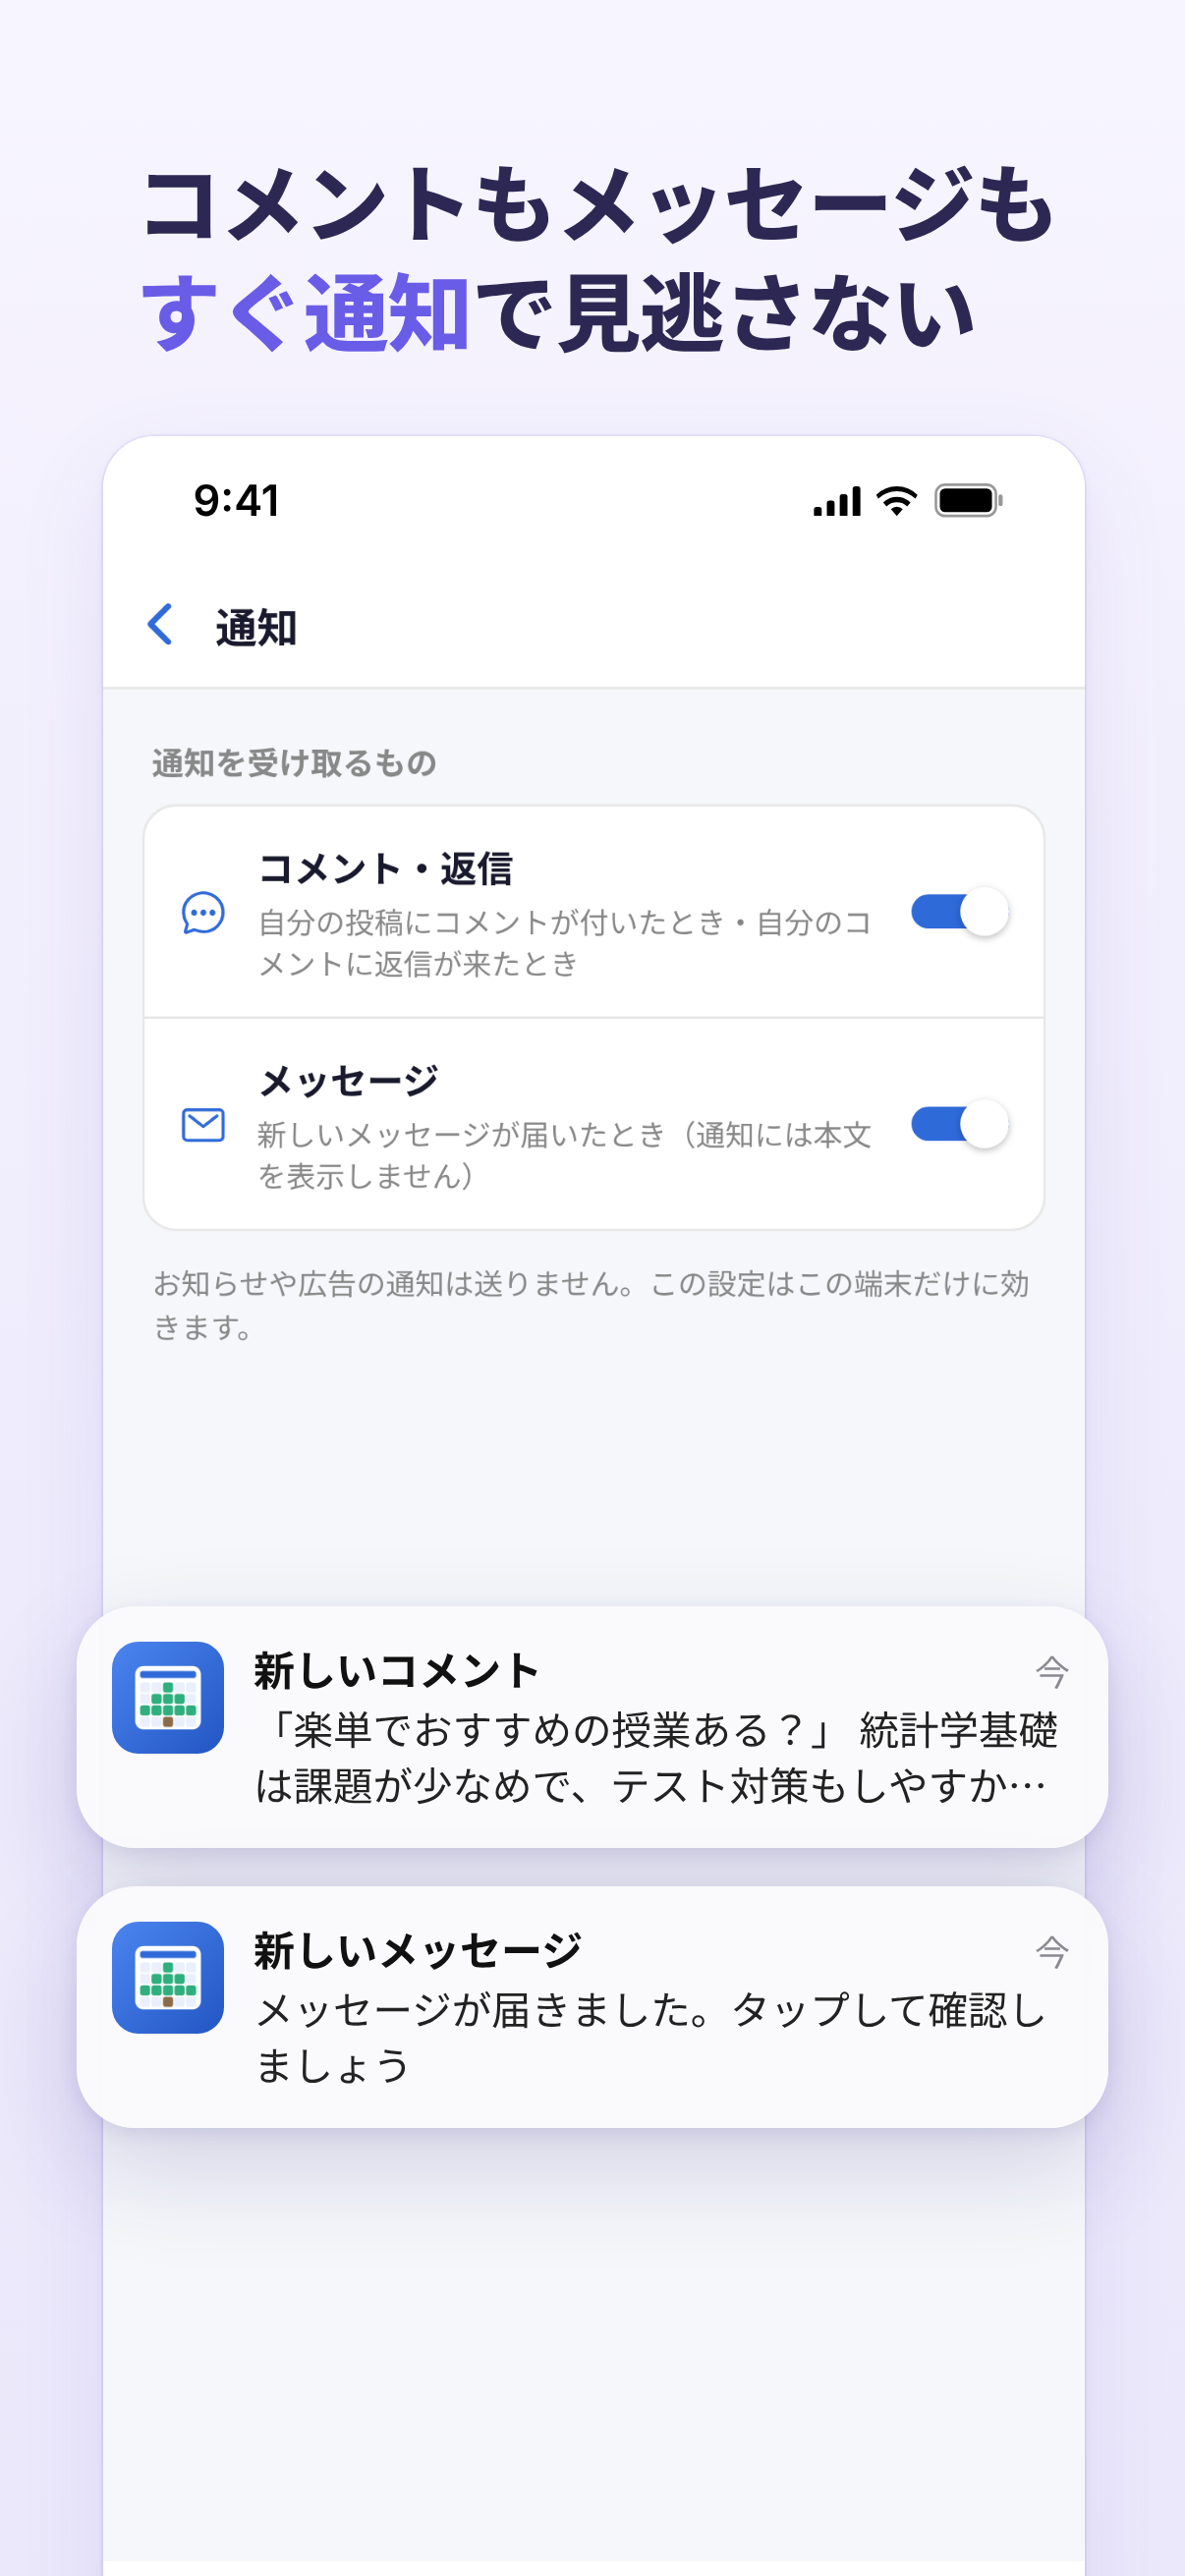 コメントもメッセージも
すぐ通知で見逃さない
9:41
通知
通知を受け取るもの
コメント・返信
自分の投稿にコメントが付いたとき・自分のコ
メントに返信が来たとき
メッセージ
新しいメッセージが届いたとき（通知には本文
を表示しません）
お知らせや広告の通知は送りません。この設定はこの端末だけに効
きます。
新しいコメント 今
「楽単でおすすめの授業ある？」 統計学基礎
は課題が少なめで、テスト対策もしやすか…
新しいメッセージ 今
メッセージが届きました。タップして確認し
ましょう